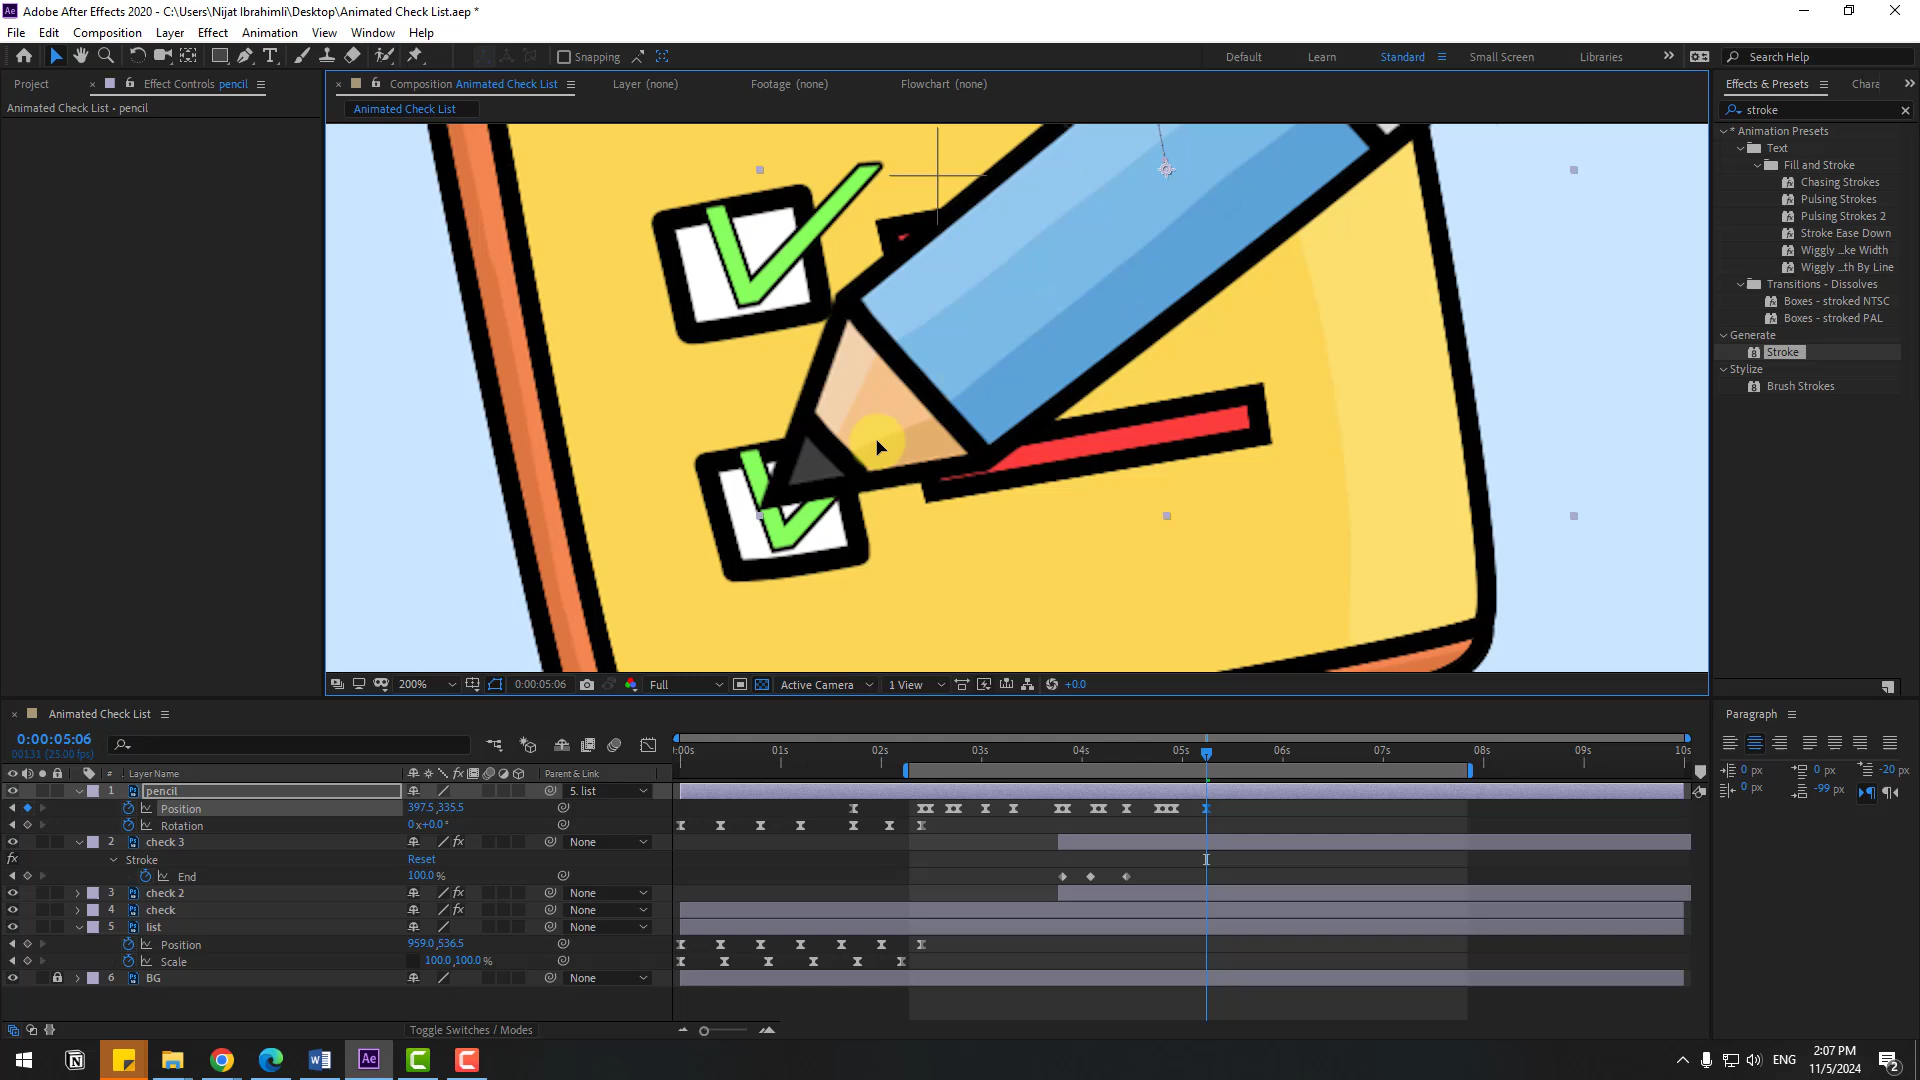 Adobe After Effects 2020 - C:\Users\Nijat Ibrahimli\Desktop\Animated Check List.aep *
File Edit Composition Layer Effect Animation View Window Help
Snapping Default Learn Standard Small Screen Libraries Search Help
Project Effect Controls pencil Composition Animated Check List Layer (none) Footage (none) Flowchart (none) Effects & Presets Chara
Animated Check List • pencil Animated Check List stroke
* Animation Presets
Text
Fill and Stroke
Chasing Strokes
Pulsing Strokes
Pulsing Strokes 2
Stroke Ease Down
Wiggly ...ke Width
Wiggly ...th By Line
Transitions - Dissolves
Boxes - stroked NTSC
Boxes - stroked PAL
Generate
Stroke
Stylize
Brush Strokes
200% 0:00:05:06 Full Active Camera 1 View +0.0
Animated Check List
Paragraph
0:00:05:06
00131 (25.00 fps)
0:00s 01s 02s 03s 04s 05s 06s 07s 08s 09s 10s
# Layer Name Parent & Link
1 pencil 5. list
Position 397.5,335.5
Rotation 0x+0.0°
2 check 3 None
Stroke Reset
End 100.0 %
3 check 2 None
4 check None
5 list None
Position 959.0,536.5
Scale 100.0,100.0 %
6 BG None
0 px 0 px -20 px
0 px -99 px
Toggle Switches / Modes
ENG 2:07 PM
11/5/2024
2